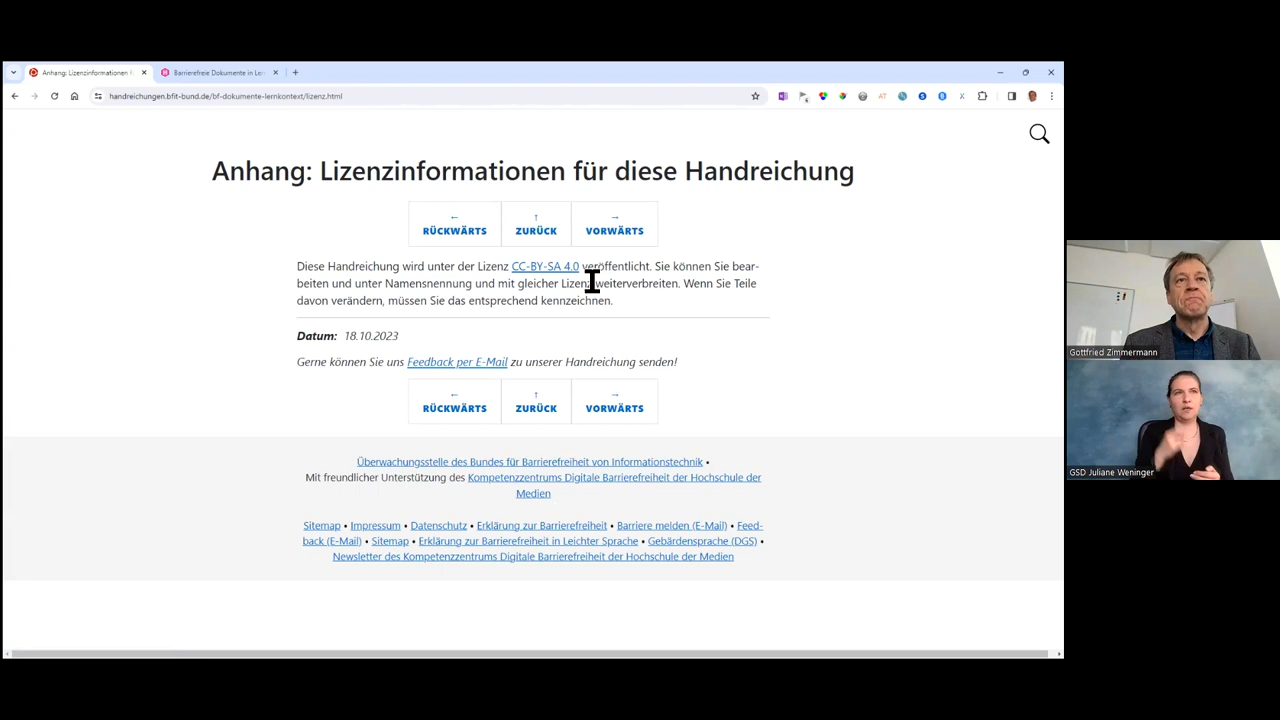 Anhang: Lizenzinformationen F
Barrierefreie Dokumente in Ler
handreichungen.bfit-bund.de/bf-dokumente-lernkontext/lizenz.html
Anhang: Lizenzinformationen für diese Handreichung
← ↑ →
RÜCKWÄRTS ZURÜCK VORWÄRTS
Diese Handreichung wird unter der Lizenz CC-BY-SA 4.0 veröffentlicht. Sie können Sie bear-
beiten und unter Namensnennung und mit gleicher Lizenz weiterverbreiten. Wenn Sie Teile
davon verändern, müssen Sie das entsprechend kennzeichnen.
Datum: 18.10.2023
Gerne können Sie uns Feedback per E-Mail zu unserer Handreichung senden!
← ↑ →
RÜCKWÄRTS ZURÜCK VORWÄRTS
Überwachungsstelle des Bundes für Barrierefreiheit von Informationstechnik •
Mit freundlicher Unterstützung des Kompetenzzentrums Digitale Barrierefreiheit der Hochschule der
Medien
Sitemap • Impressum • Datenschutz • Erklärung zur Barrierefreiheit • Barriere melden (E-Mail) • Feed-
back (E-Mail) • Sitemap • Erklärung zur Barrierefreiheit in Leichter Sprache • Gebärdensprache (DGS) •
Newsletter des Kompetenzzentrums Digitale Barrierefreiheit der Hochschule der Medien
Gottfried Zimmermann
GSD Juliane Weninger